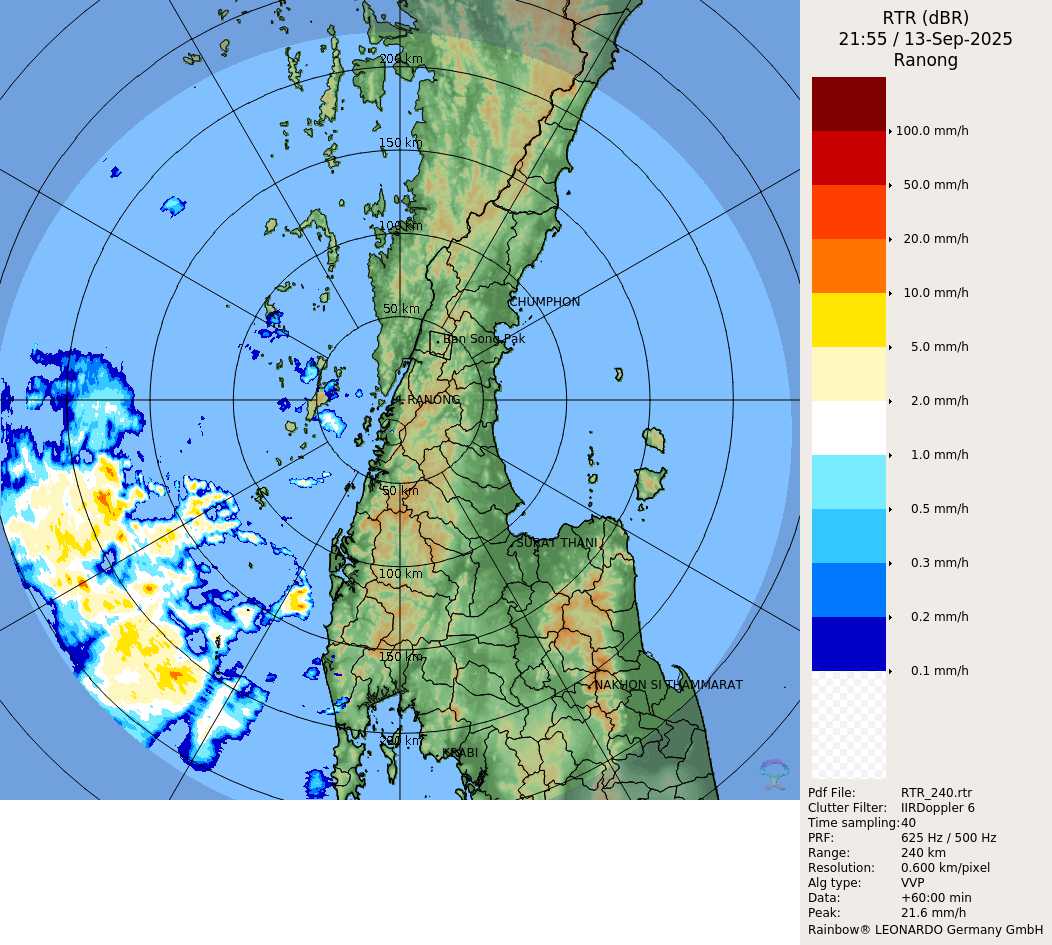 RTR (dBR)
21:55 / 13-Sep-2025
Ranong
200 km
150 km
100 km
50 km
CHUMPHON
Ban Song Pak
RANONG
50 km
SURAT THANI
100 km
150 km
NAKHON SI THAMMARAT
200 km
KRABI
100.0 mm/h
50.0 mm/h
20.0 mm/h
10.0 mm/h
5.0 mm/h
2.0 mm/h
1.0 mm/h
0.5 mm/h
0.3 mm/h
0.2 mm/h
0.1 mm/h
Pdf File: RTR_240.rtr
Clutter Filter: IIRDoppler 6
Time sampling:40
PRF: 625 Hz / 500 Hz
Range: 240 km
Resolution: 0.600 km/pixel
Alg type: VVP
Data: +60:00 min
Peak: 21.6 mm/h
Rainbow® LEONARDO Germany GmbH